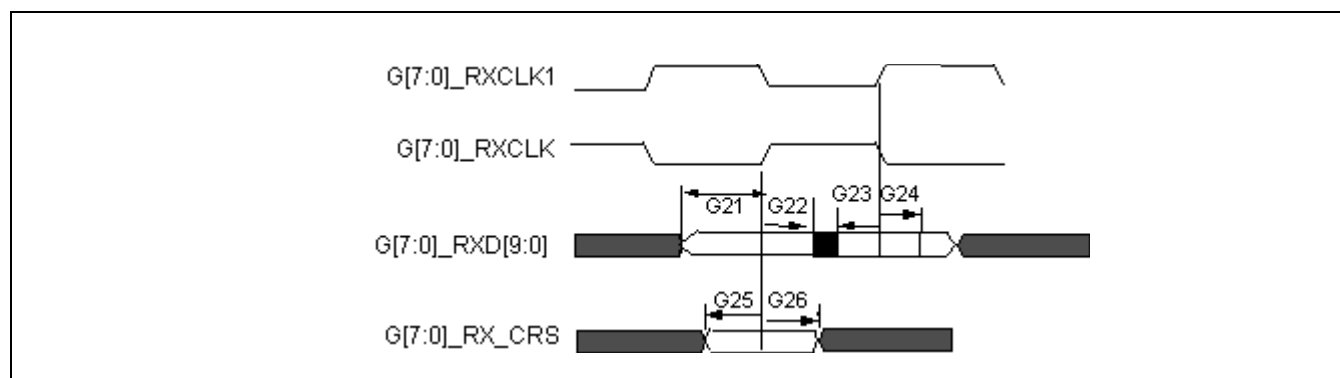 G[7:0]_RXCLK1
G[7:0]_RXCLK
G21 G22 G23 G24
G[7:0]_RXD[9:0]
G25 G26
G[7:0]_RX_CRS